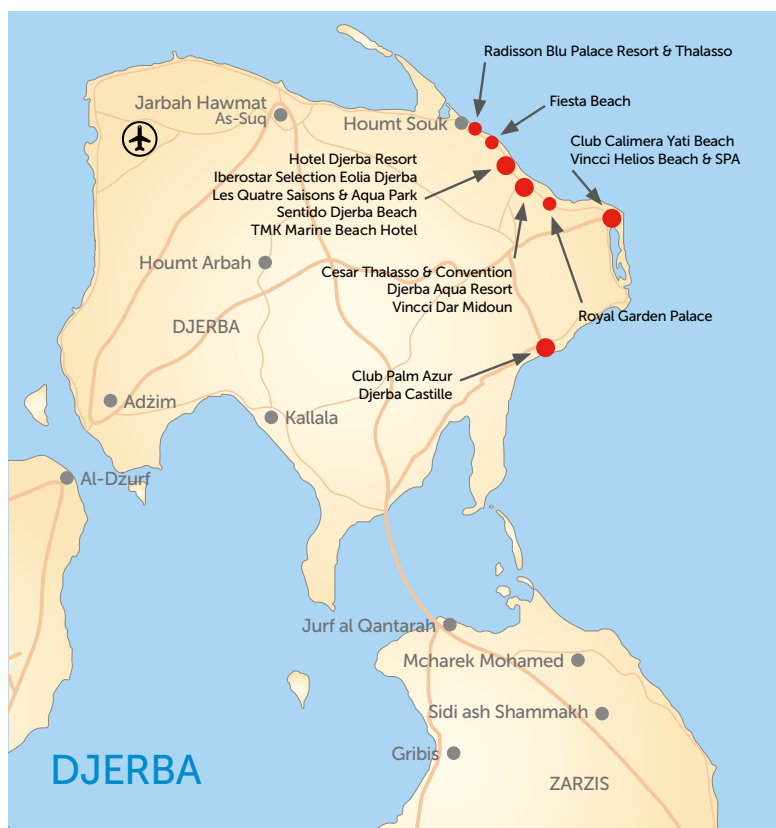 Radisson Blu Palace Resort & Thalasso
Fiesta Beach
Jarbah Hawmat
As-Suq
Houmt Souk
Club Calimera Yati Beach
Vincci Helios Beach & SPA
Hotel Djerba Resort
Iberostar Selection Eolia Djerba
Les Quatre Saisons & Aqua Park
Sentido Djerba Beach
TMK Marine Beach Hotel
Houmt Arbah
Cesar Thalasso & Convention
Djerba Aqua Resort
Vincci Dar Midoun
Royal Garden Palace
DJERBA
Club Palm Azur
Djerba Castille
Adżim
Kallala
Al-Dżurf
Jurf al Qantarah
Mcharek Mohamed
Sidi ash Shammakh
Gribis
DJERBA
ZARZIS